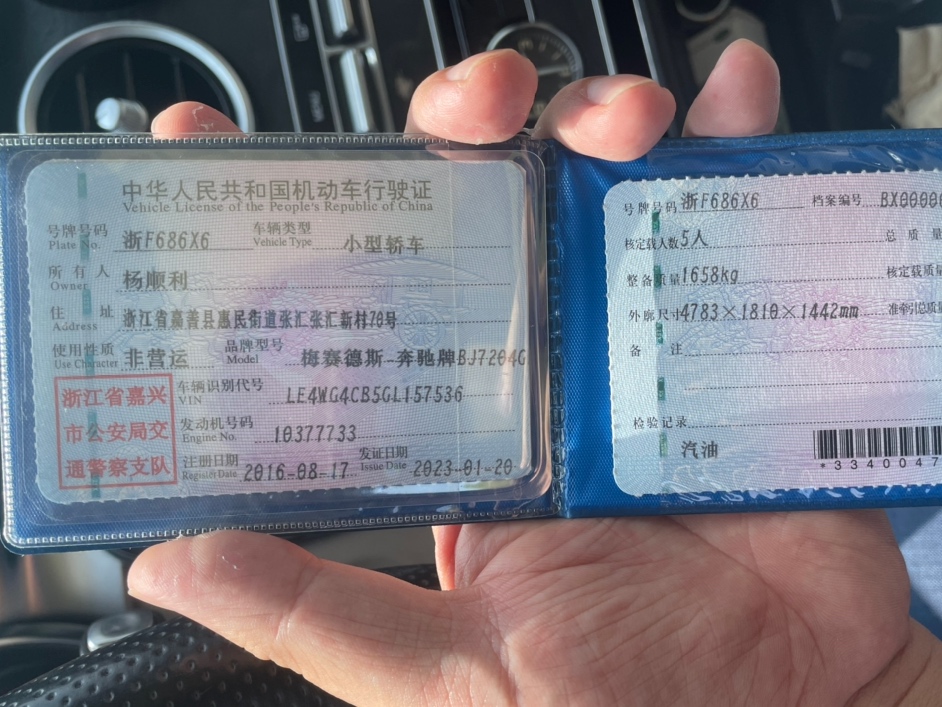 中华人民共和国机动车行驶证
Vehicle License of the People's Republic of China
号牌号码 浙F686X6 车辆类型 小型轿车
Plate No. Vehicle Type
所有人 杨顺利
Owner
住址 浙江省嘉善县惠民街道张汇张汇新村70号
Address
使用性质 非营运 品牌型号 梅赛德斯-奔驰牌BJ7204G
Use Character Model
浙江省嘉兴
市公安局交
通警察支队
车辆识别代号 LE4WG4CB5GL157536
VIN
发动机号码 10377733
Engine No.
注册日期 2016-08-17 发证日期 2023-01-20
Register Date Issue Date
号牌号码 浙F686X6 档案编号 BX0000
核定载人数 5人 总质量
整备质量 1658kg 核定载质量
外廓尺寸 4783×1810×1442mm 准牵引总质
备注
检验记录
汽油
*3340047